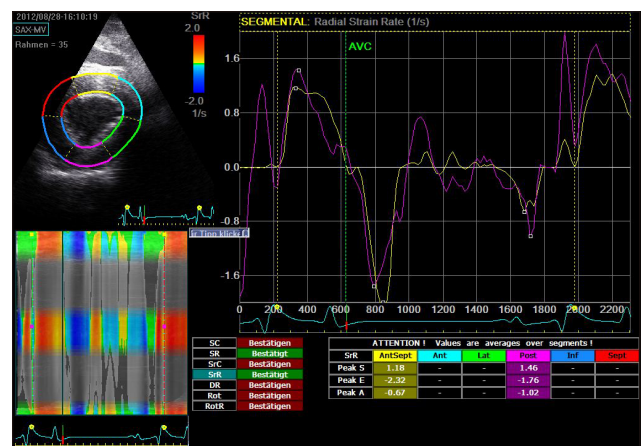 2012/08/28-16:18:19
SAX-MV
Rahmen = 35
SrR
2.0
-2.0
1/s
SEGMENTAL: Radial Strain Rate (1/s)
AVC
1.6
0.8
0.0
-0.8
-1.6
0 200 400 600 800 1000 1200 1400 1600 1800 2000 2200
SC Bestätigen
SR Bestätigt
SrC Bestätigen
SrR Bestätigt
DR Bestätigen
Rot Bestätigen
RotR Bestätigen
ATTENTION ! Values are averages over segments !
SrR AntSept Ant Lat Post Inf Sept
Peak S 1.18 - - 1.46 - -
Peak E -2.32 - - -1.76 - -
Peak A -0.67 - - -1.02 - -